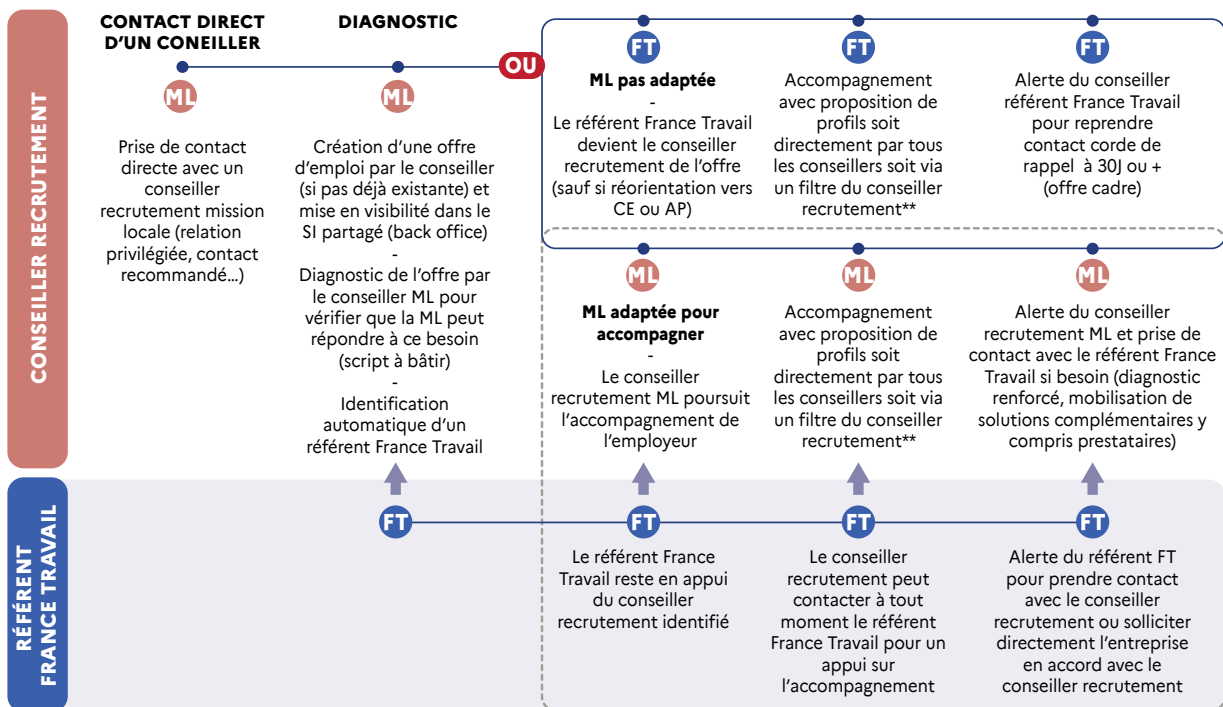 CONSEILLER RECRUTEMENT
CONTACT DIRECT
D'UN CONEILLER
ML
Prise de contact
directe avec un
conseiller
recrutement mission
locale (relation
privilégiée, contact
recommandé…)
DIAGNOSTIC
ML
Création d'une offre
d'emploi par le conseiller
(si pas déjà existante) et
mise en visibilité dans le
SI partagé (back office)
-
Diagnostic de l'offre par
le conseiller ML pour
vérifier que la ML peut
répondre à ce besoin
(script à bâtir)
-
Identification
automatique d'un
référent France Travail
OU
FT
ML pas adaptée
-
Le référent France Travail
devient le conseiller
recrutement de l'offre
(sauf si réorientation vers
CE ou AP)
FT
Accompagnement
avec proposition de
profils soit
directement par tous
les conseillers soit via
un filtre du conseiller
recrutement**
FT
Alerte du conseiller
référent France Travail
pour reprendre
contact corde de
rappel à 30J ou +
(offre cadre)
ML
ML adaptée pour
accompagner
-
Le conseiller
recrutement ML poursuit
l'accompagnement de
l'employeur
ML
Accompagnement
avec proposition de
profils soit
directement par tous
les conseillers soit via
un filtre du conseiller
recrutement**
ML
Alerte du conseiller
recrutement ML et prise de
contact avec le référent France
Travail si besoin (diagnostic
renforcé, mobilisation de
solutions complémentaires y
compris prestataires)
RÉFÉRENT
FRANCE TRAVAIL
FT
FT
Le référent France
Travail reste en appui
du conseiller
recrutement identifié
FT
Le conseiller
recrutement peut
contacter à tout
moment le référent
France Travail pour un
appui sur
l'accompagnement
FT
Alerte du référent FT
pour prendre contact
avec le conseiller
recrutement ou solliciter
directement l'entreprise
en accord avec le
conseiller recrutement